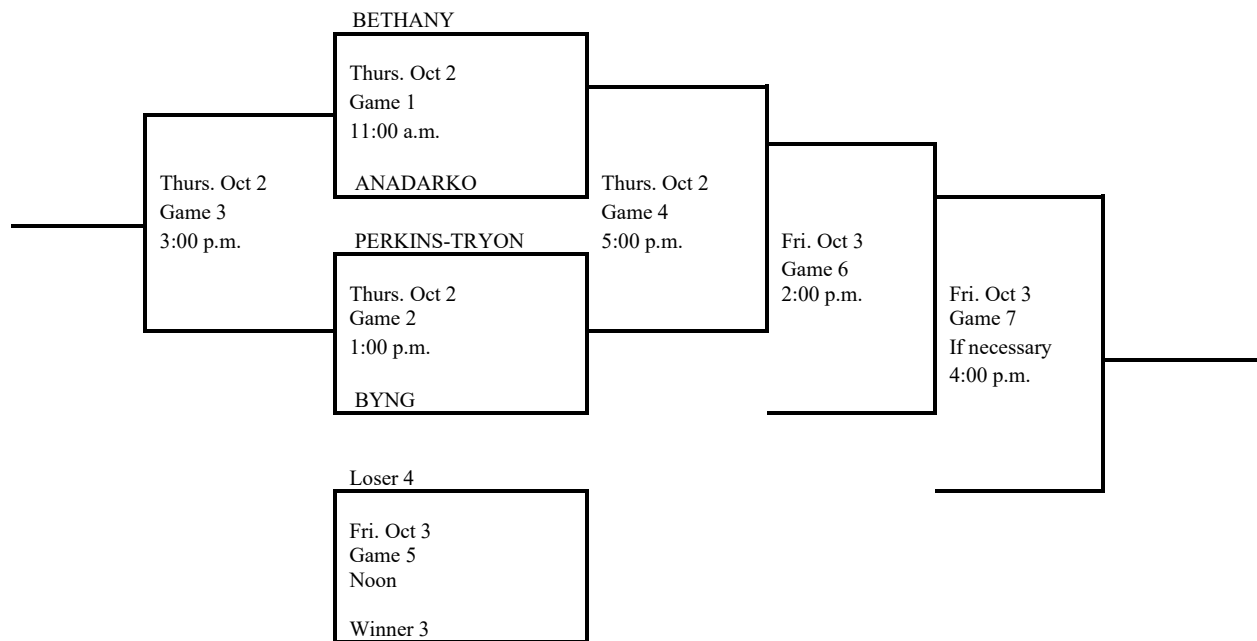 BETHANY
Thurs. Oct 2
Game 1
11:00 a.m.
ANADARKO
Thurs. Oct 2
Game 3
3:00 p.m.
Thurs. Oct 2
Game 4
5:00 p.m.
PERKINS-TRYON
Thurs. Oct 2
Game 2
1:00 p.m.
BYNG
Fri. Oct 3
Game 6
2:00 p.m.
Fri. Oct 3
Game 7
If necessary
4:00 p.m.
Loser 4
Fri. Oct 3
Game 5
Noon
Winner 3